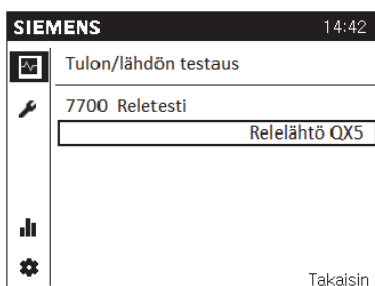 SIEMENS 14:42
Tulon/lähdön testaus
7700 Reletesti
Relelähtö QX5
Takaisin